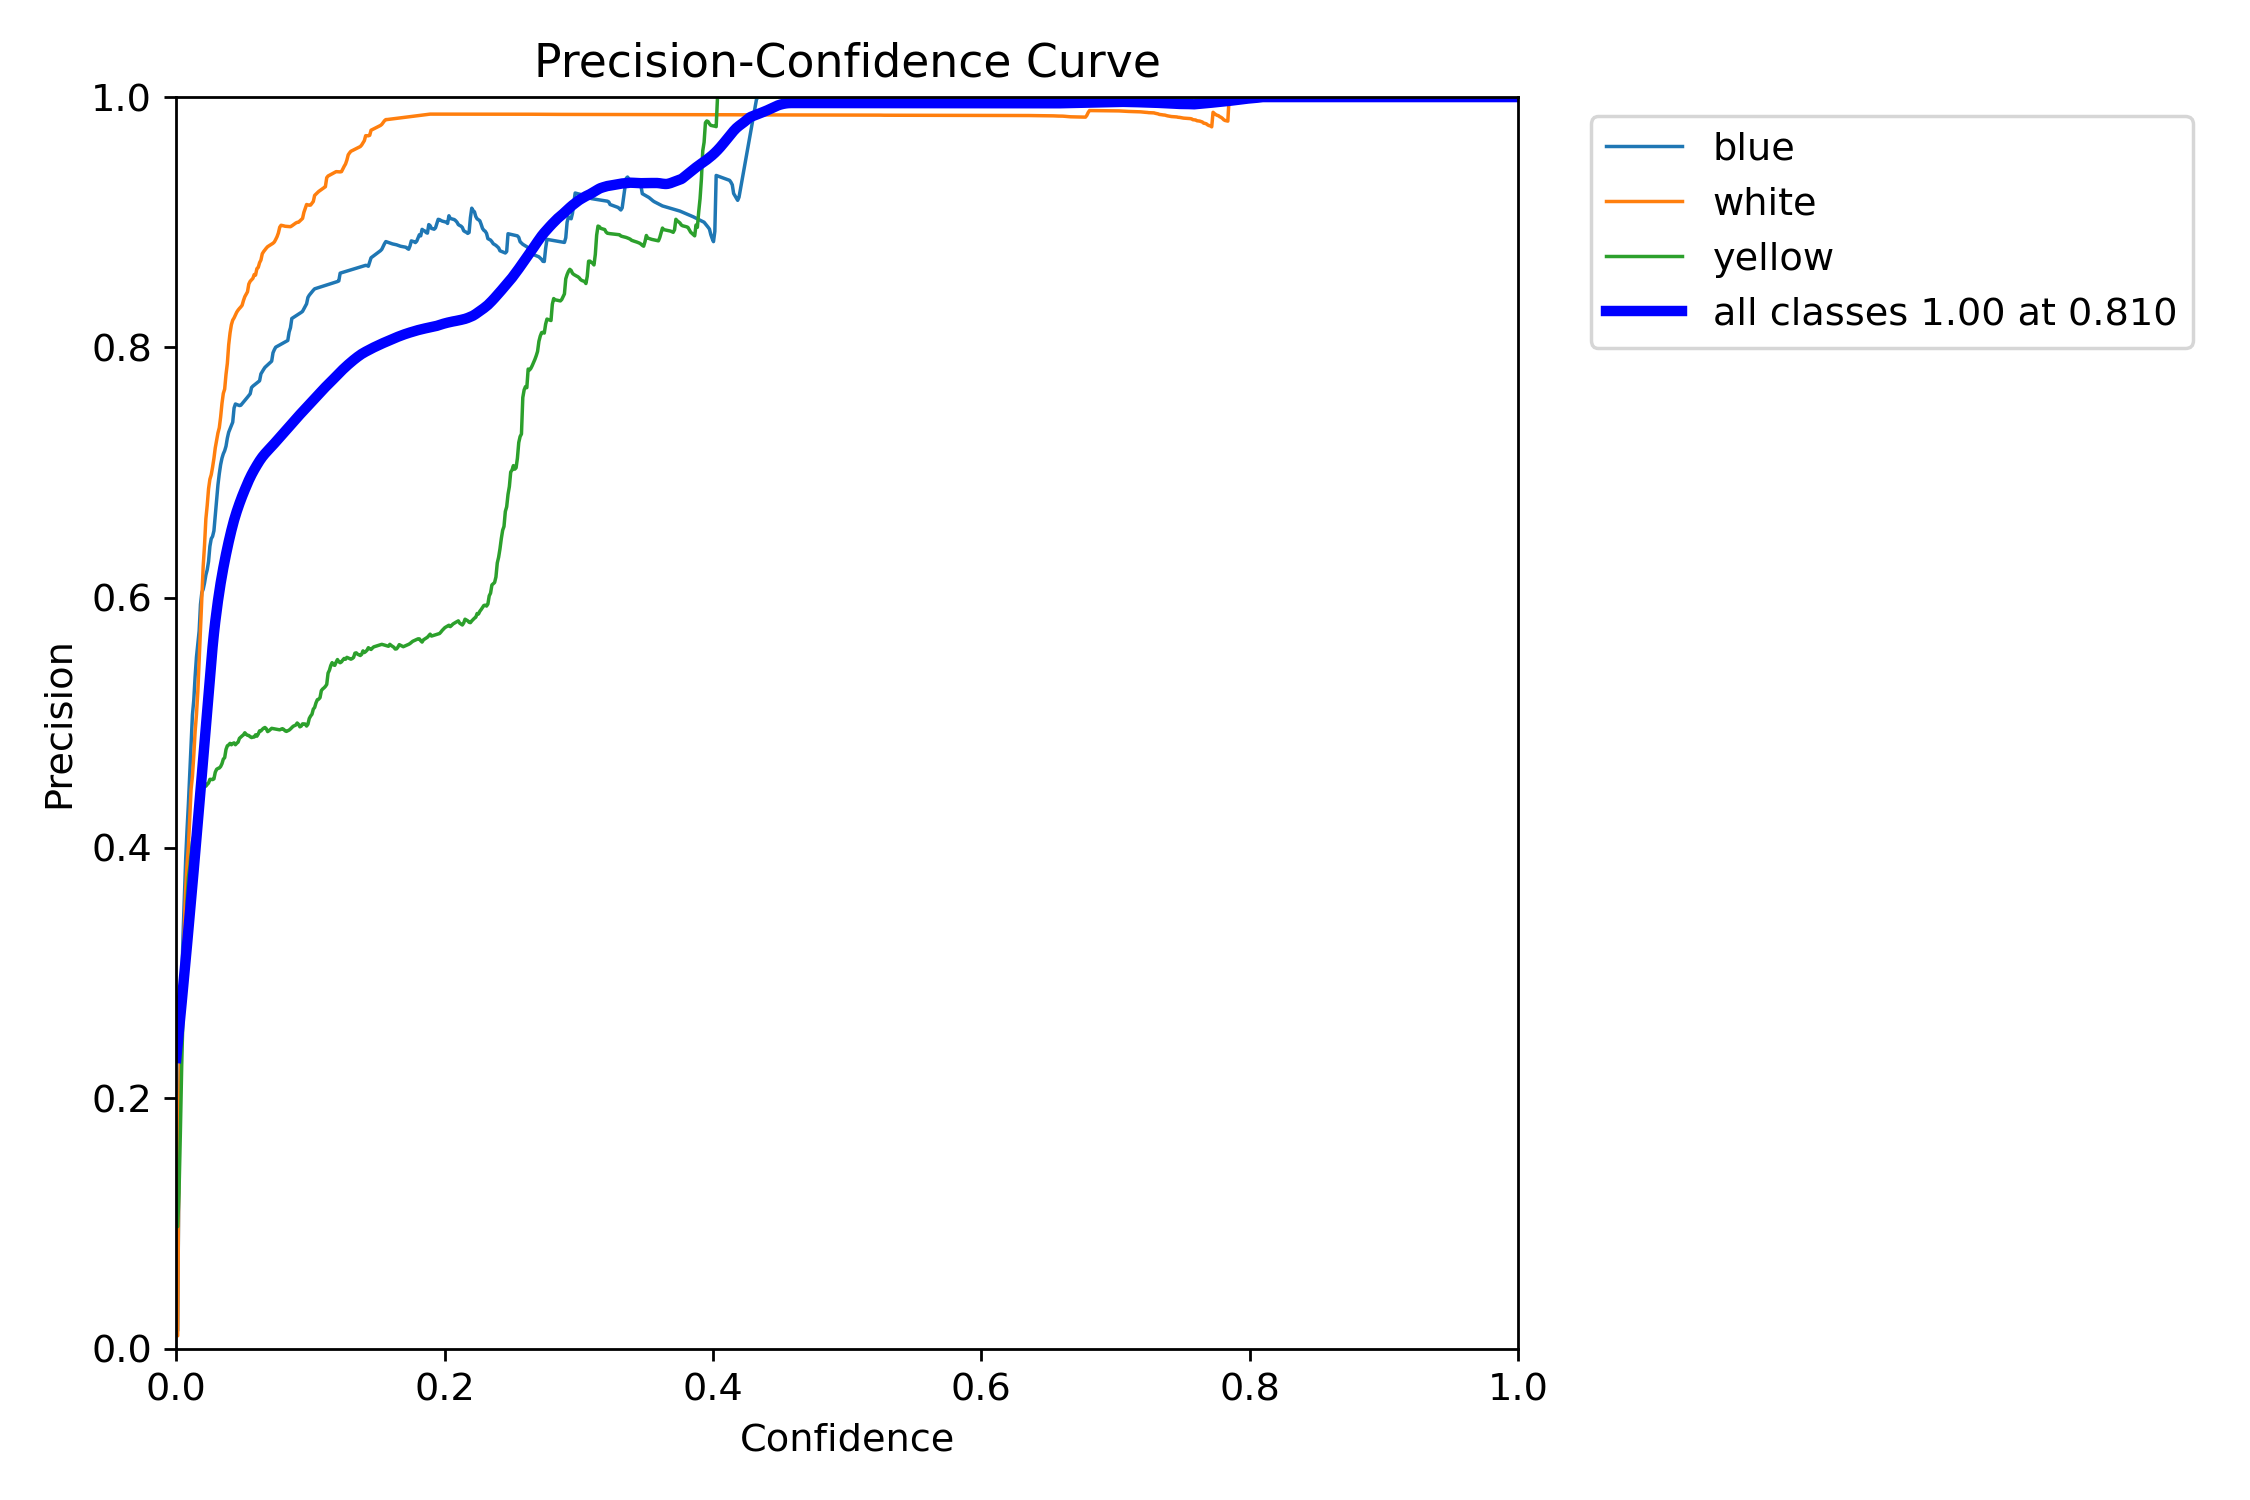 Precision-Confidence Curve
1.0
0.8
0.6
0.4
0.2
0.0
Precision
0.0 0.2 0.4 0.6 0.8 1.0
Confidence
blue
white
yellow
all classes 1.00 at 0.810